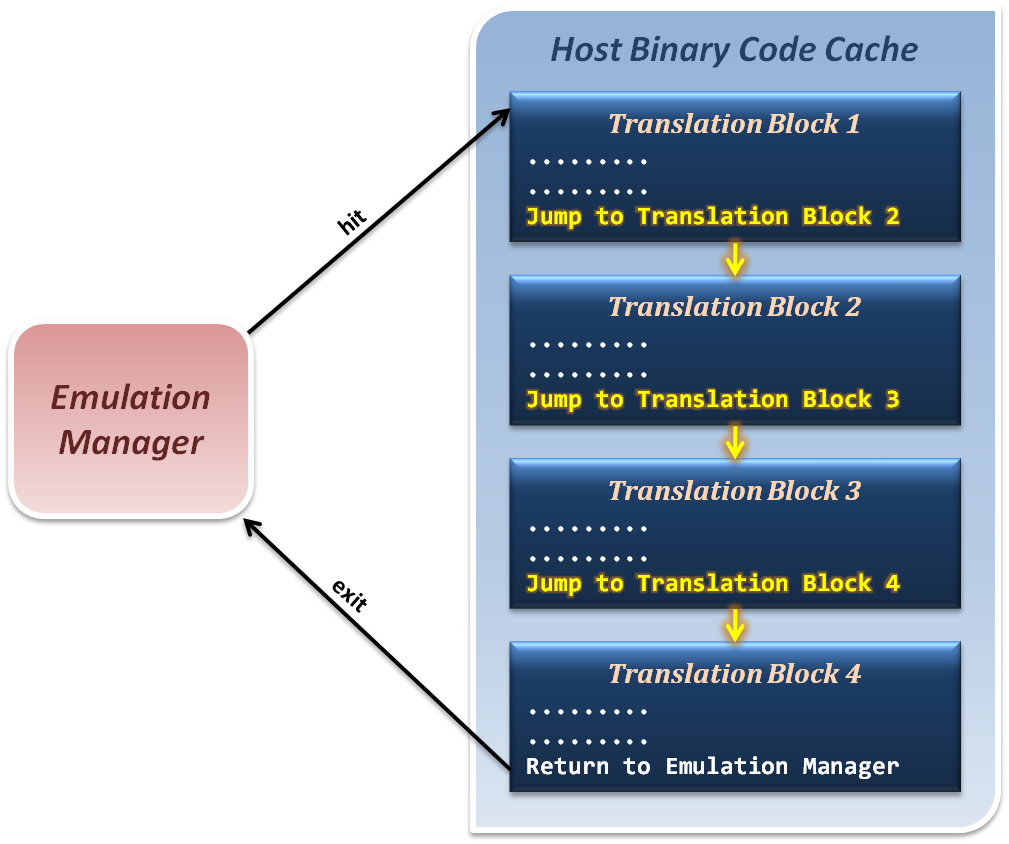 Host Binary Code Cache
Translation Block 1
.........
.........
Jump to Translation Block 2
hit
Translation Block 2
.........
.........
Jump to Translation Block 3
Emulation
Manager
Translation Block 3
.........
.........
Jump to Translation Block 4
exit
Translation Block 4
.........
.........
Return to Emulation Manager